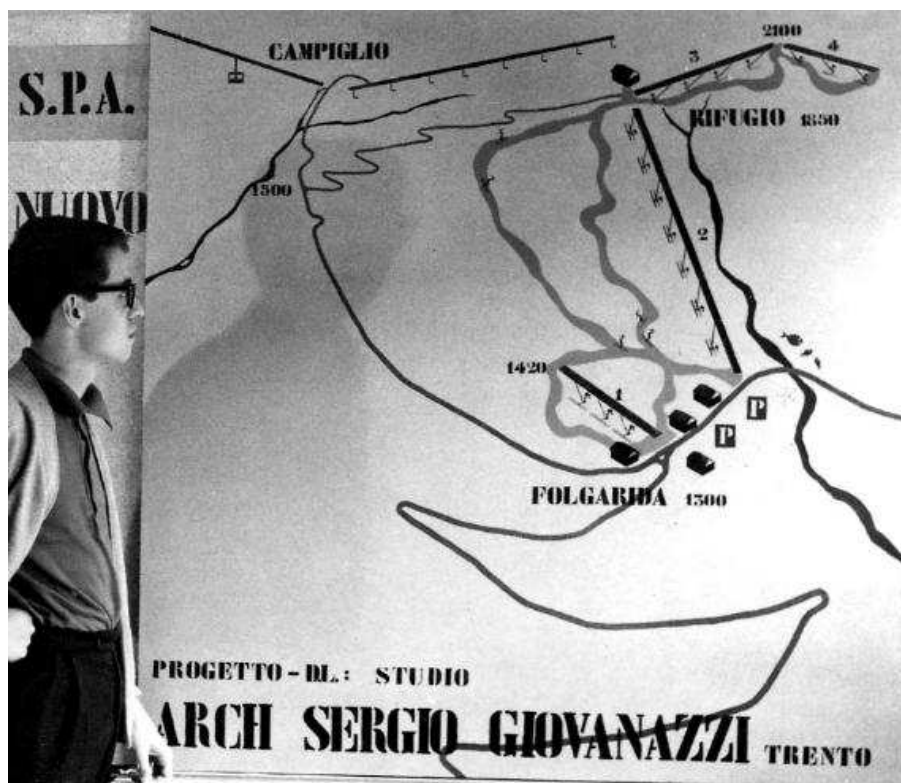 S.P.A.
NUOVO
CAMPIGLIO
2100
3
4
RIFUGIO 1850
1500
2
1420
1
P
P
FOLGARIDA 1300
PROGETTO-D.L.: STUDIO
ARCH SERGIO GIOVANAZZI TRENTO